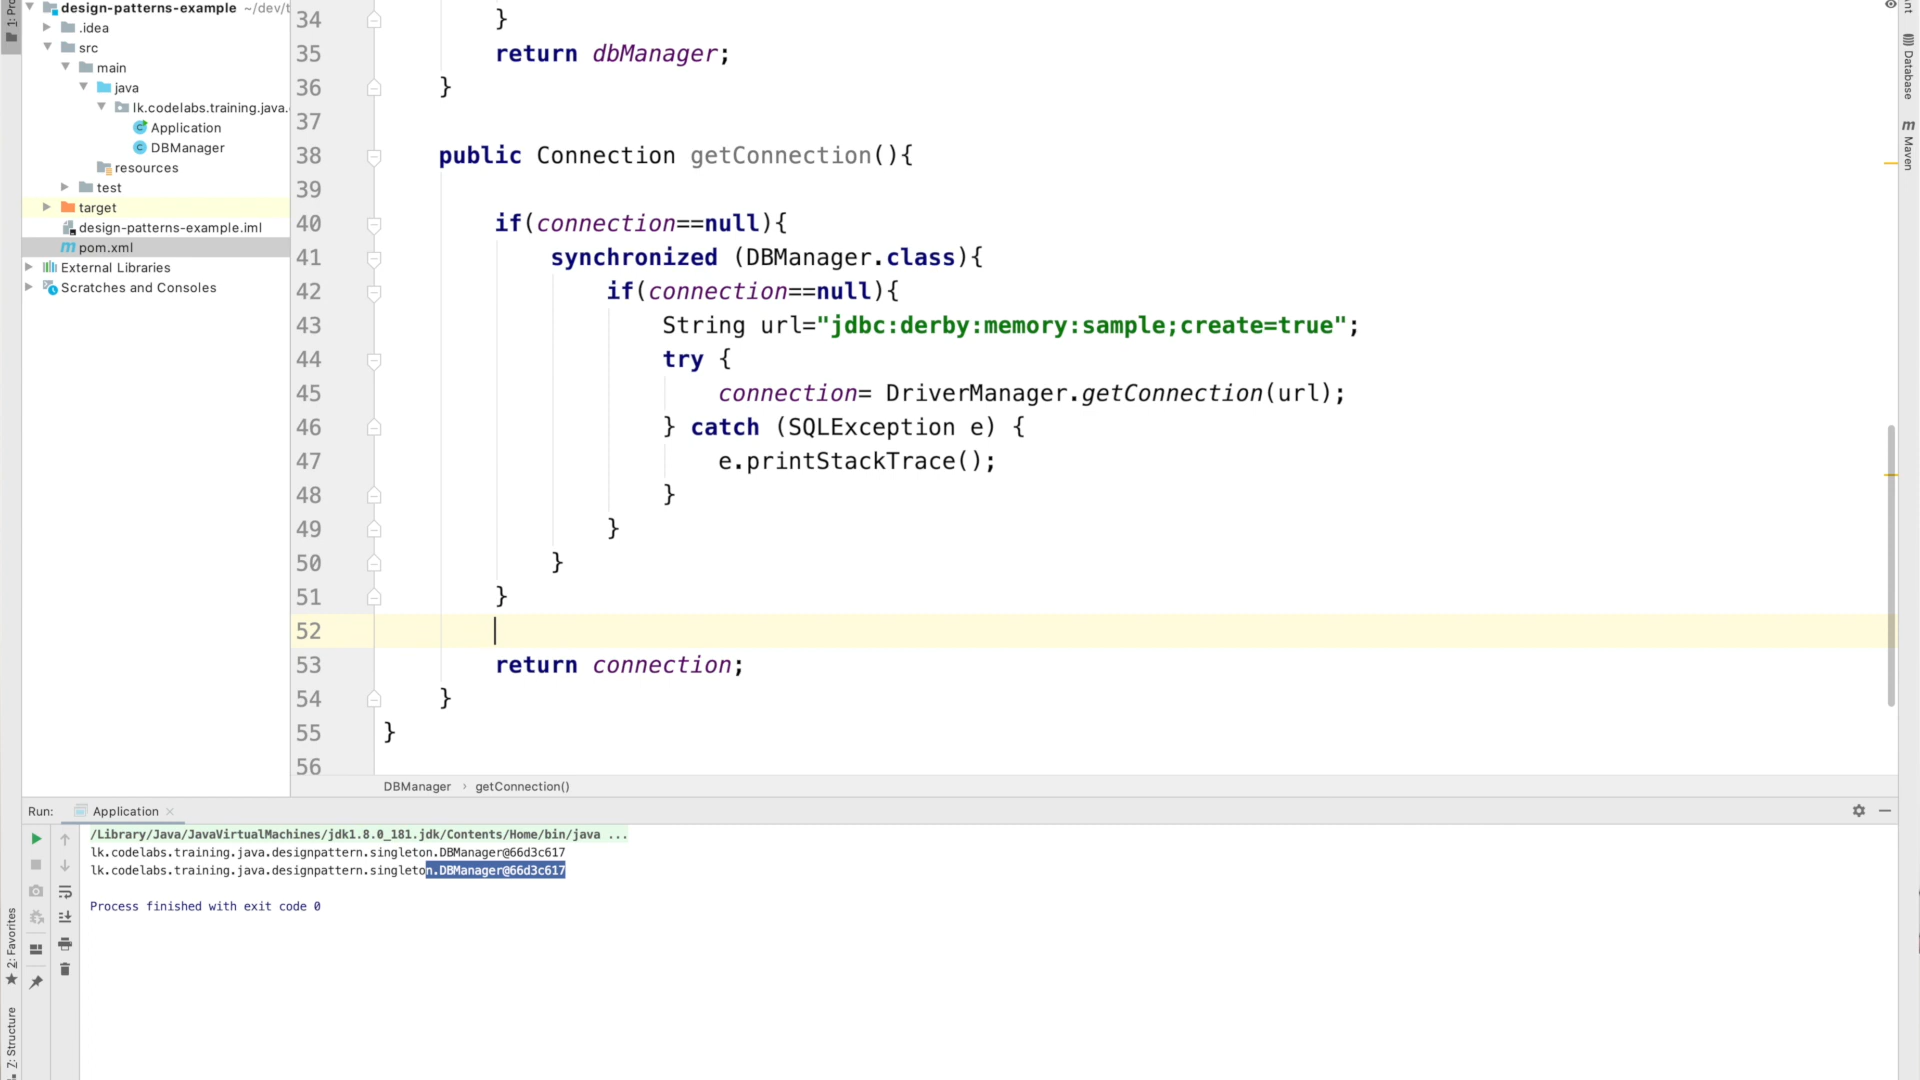 1: Pro
design-patterns-example ~/dev/t
.idea
src
main
java
lk.codelabs.training.java.
Application
DBManager
resources
test
target
design-patterns-example.iml
pom.xml
External Libraries
Scratches and Consoles
34 }
35 return dbManager;
36 }
37
38 public Connection getConnection(){
39
40 if(connection==null){
41 synchronized (DBManager.class){
42 if(connection==null){
43 String url="jdbc:derby:memory:sample;create=true";
44 try {
45 connection= DriverManager.getConnection(url);
46 } catch (SQLException e) {
47 e.printStackTrace();
48 }
49 }
50 }
51 }
52
53 return connection;
54 }
55 }
56
DBManager › getConnection()
nt
Database
m Maven
Run: Application
/Library/Java/JavaVirtualMachines/jdk1.8.0_181.jdk/Contents/Home/bin/java ...
lk.codelabs.training.java.designpattern.singleton.DBManager@66d3c617
lk.codelabs.training.java.designpattern.singleton.DBManager@66d3c617
Process finished with exit code 0
2: Favorites
Z: Structure